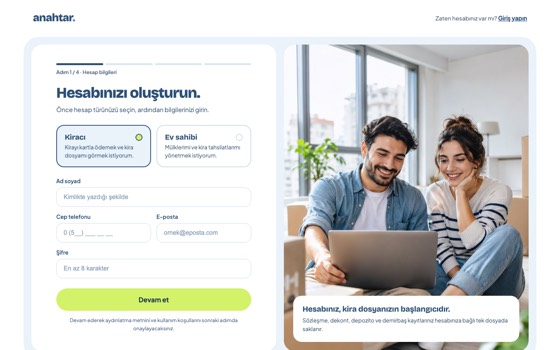 anahtar.
Zaten hesabınız var mı? Giriş yapın
Adım 1 / 4 · Hesap bilgileri
Hesabınızı oluşturun.
Önce hesap türünüzü seçin, ardından bilgilerinizi girin.
Kiracı
Kirayı kartla ödemek ve kira
dosyamı görmek istiyorum.
Ev sahibi
Mülklerimi ve kira tahsilatlarını
yönetmek istiyorum.
Ad soyad
Kimlikte yazdığı şekilde
Cep telefonu
E-posta
0 (5__) ___ __ __
ornek@eposta.com
Şifre
En az 8 karakter
Devam et
Devam ederek aydınlatma metnini ve kullanım koşullarını sonraki adımda
onaylayacaksınız.
Hesabınız, kira dosyanızın başlangıcıdır.
Sözleşme, dekont, depozito ve demirbaş kayıtlarınız hesabınıza bağlı tek dosyada
saklanır.